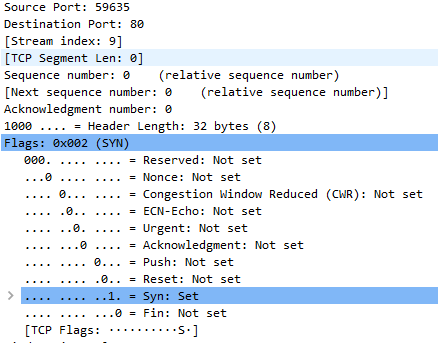 Source Port: 59635
Destination Port: 80
[Stream index: 9]
[TCP Segment Len: 0]
Sequence number: 0    (relative sequence number)
[Next sequence number: 0    (relative sequence number)]
Acknowledgment number: 0
1000 .... = Header Length: 32 bytes (8)
Flags: 0x002 (SYN)
000. .... .... = Reserved: Not set
...0 .... .... = Nonce: Not set
.... 0... .... = Congestion Window Reduced (CWR): Not set
.... .0.. .... = ECN-Echo: Not set
.... ..0. .... = Urgent: Not set
.... ...0 .... = Acknowledgment: Not set
.... .... 0... = Push: Not set
.... .... .0.. = Reset: Not set
.... .... ..1. = Syn: Set
.... .... ...0 = Fin: Not set
[TCP Flags: ··········S·]